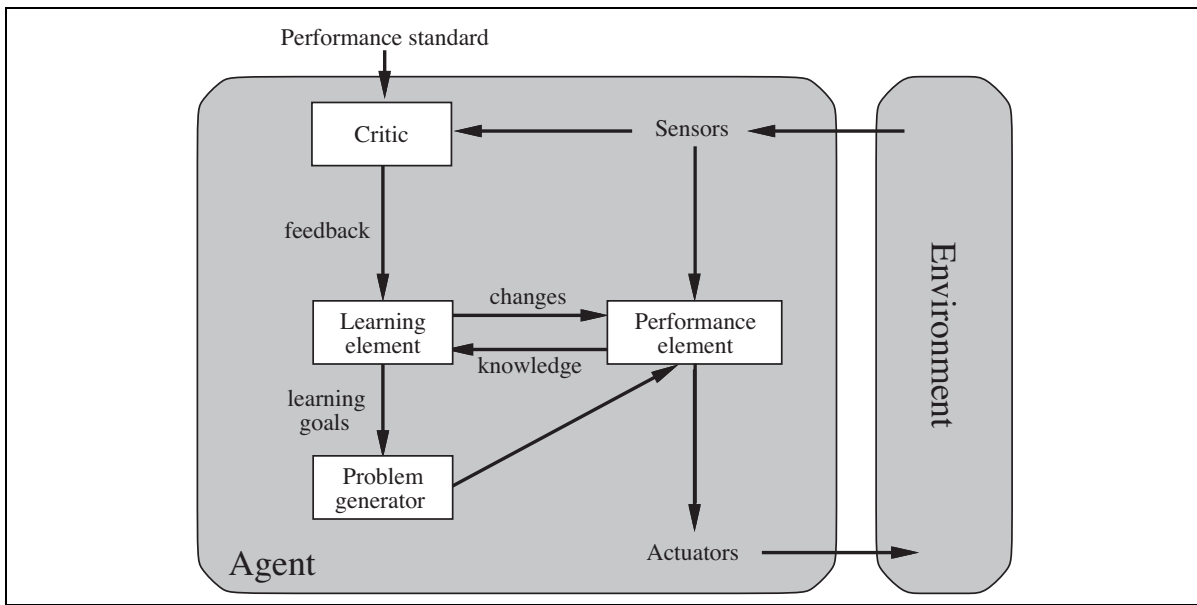 Performance standard
Critic
Sensors
feedback
changes
Learning
element
Performance
element
knowledge
learning
goals
Problem
generator
Actuators
Agent
Environment